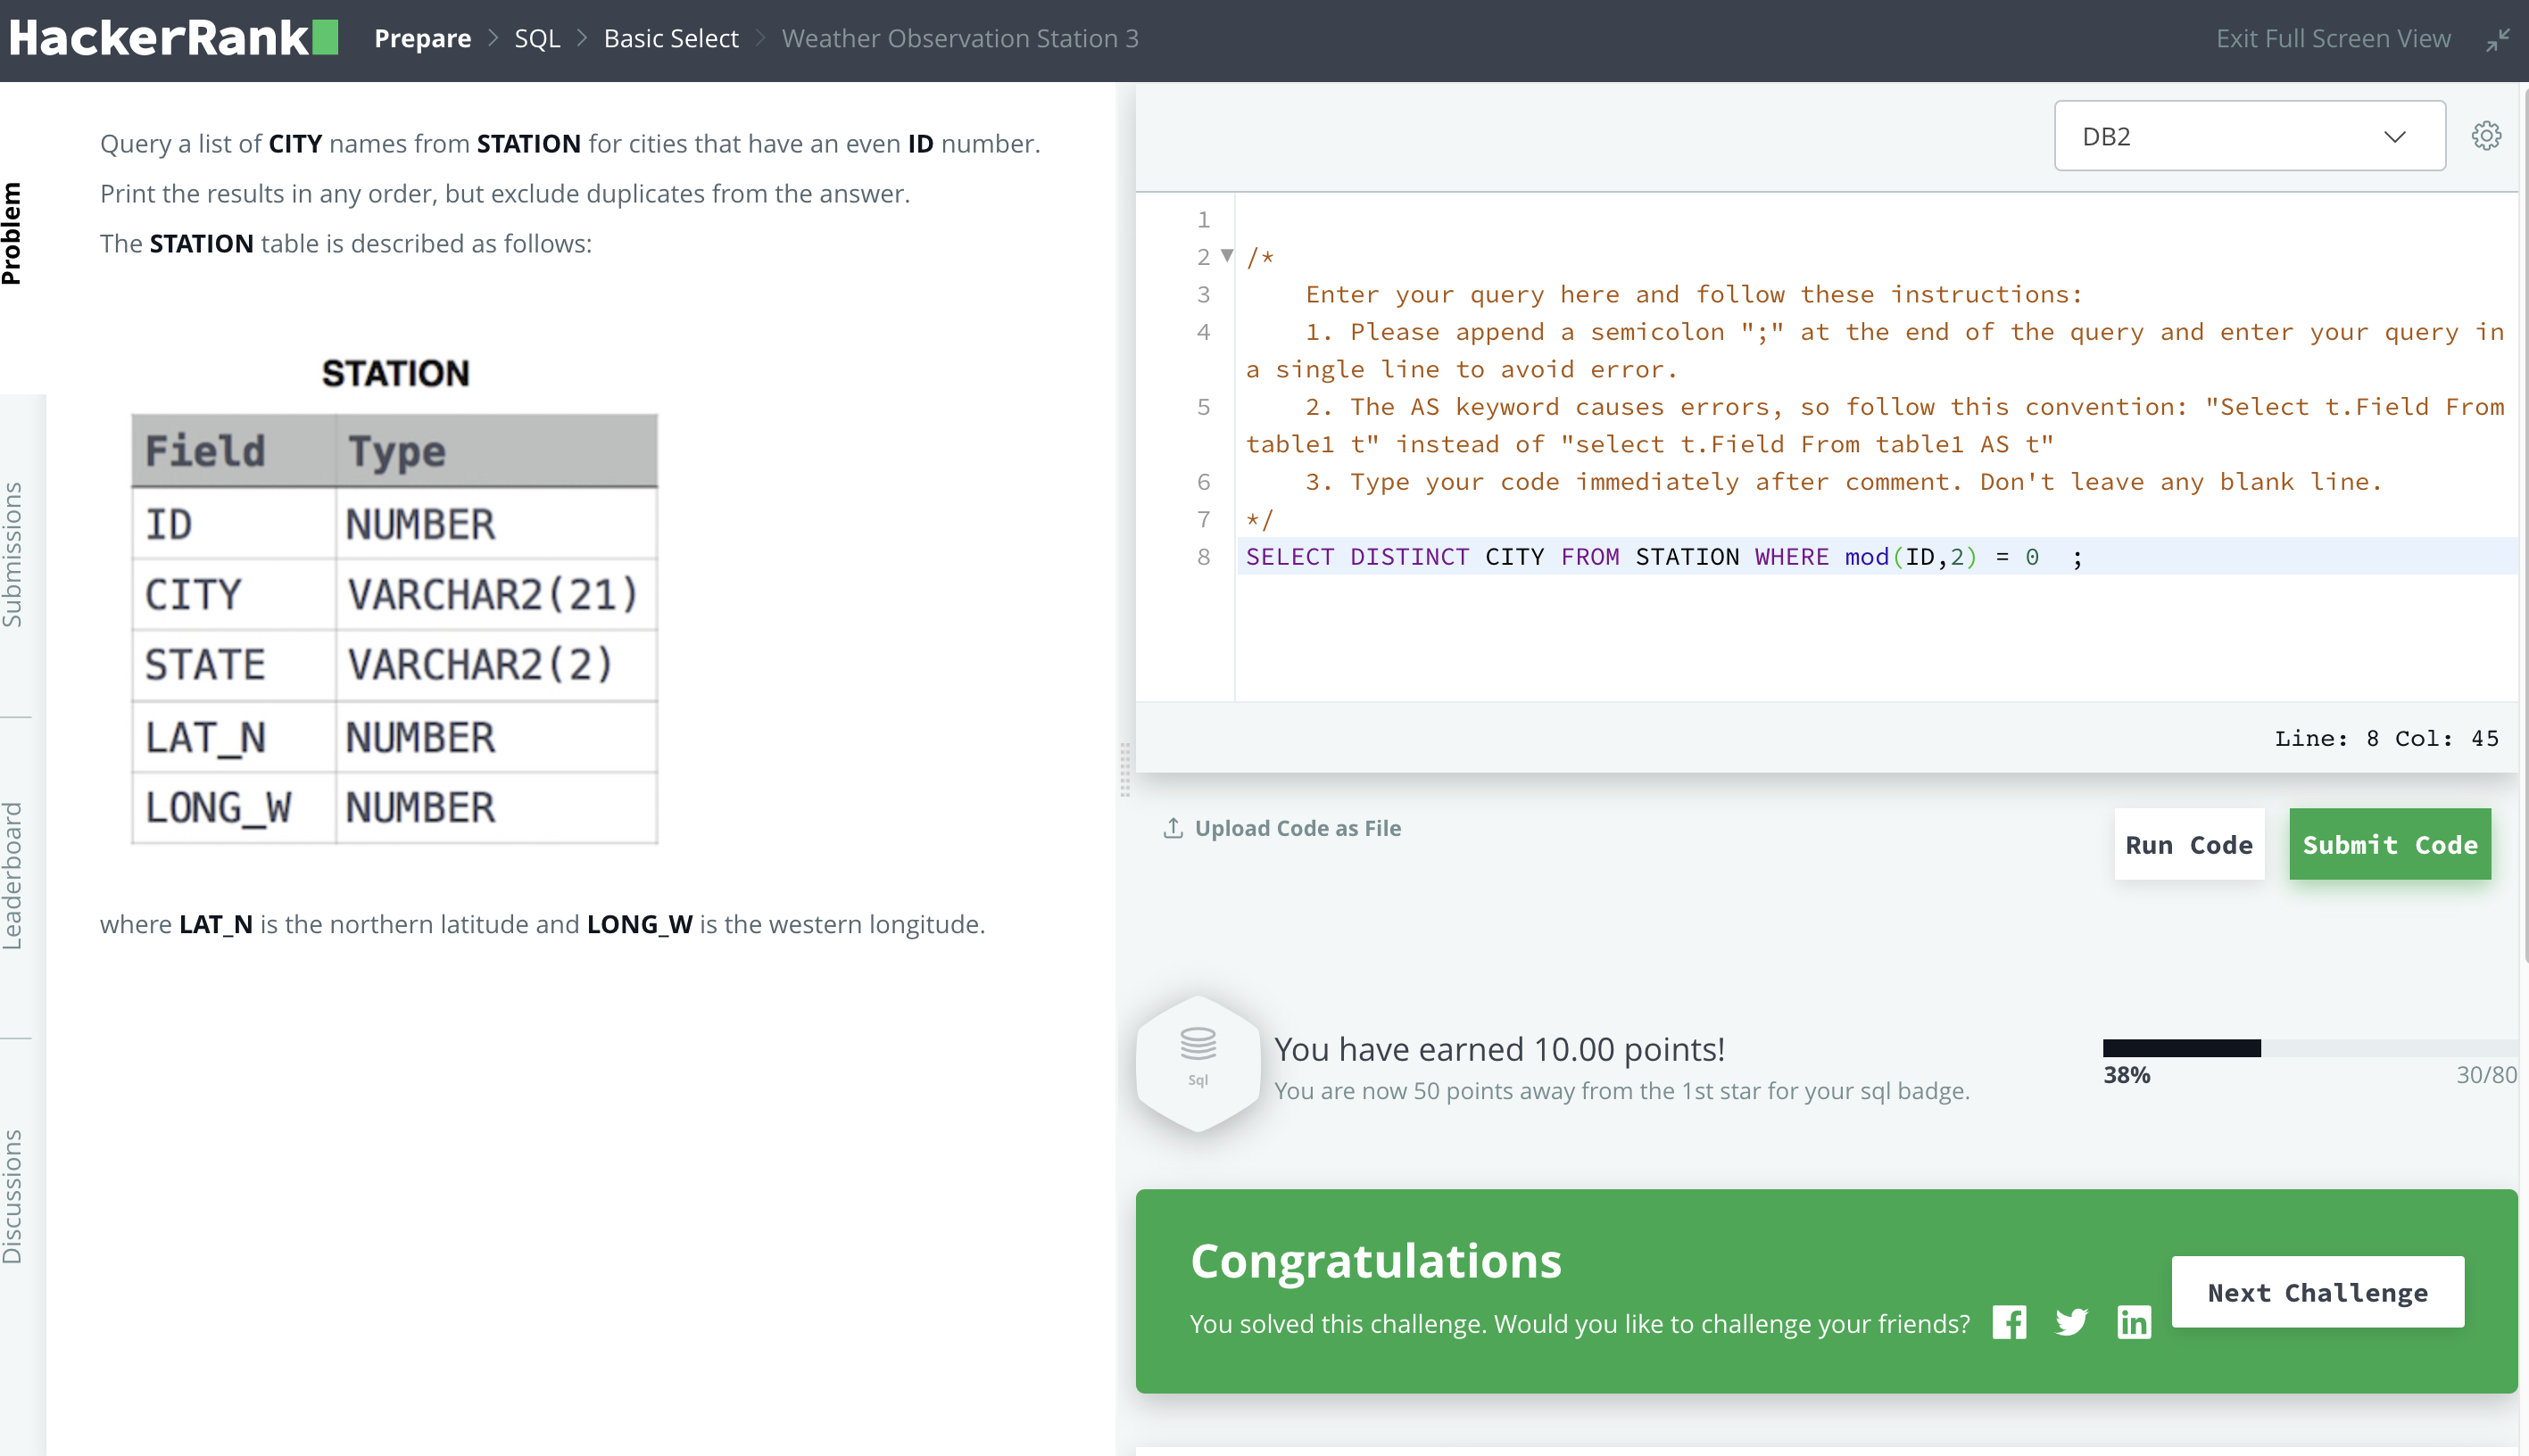 HackerRank
Prepare > SQL > Basic Select > Weather Observation Station 3
Exit Full Screen View
Problem
Submissions
Leaderboard
Discussions
Query a list of CITY names from STATION for cities that have an even ID number.
Print the results in any order, but exclude duplicates from the answer.
The STATION table is described as follows:
STATION
Field Type
ID NUMBER
CITY VARCHAR2(21)
STATE VARCHAR2(2)
LAT_N NUMBER
LONG_W NUMBER
where LAT_N is the northern latitude and LONG_W is the western longitude.
DB2
1
2 /*
3 Enter your query here and follow these instructions:
4 1. Please append a semicolon ";" at the end of the query and enter your query in
a single line to avoid error.
5 2. The AS keyword causes errors, so follow this convention: "Select t.Field From
table1 t" instead of "select t.Field From table1 AS t"
6 3. Type your code immediately after comment. Don't leave any blank line.
7 */
8 SELECT DISTINCT CITY FROM STATION WHERE mod(ID,2) = 0  ;
Line: 8 Col: 45
Upload Code as File
Run Code
Submit Code
Sql
You have earned 10.00 points!
You are now 50 points away from the 1st star for your sql badge.
38% 30/80
Congratulations
You solved this challenge. Would you like to challenge your friends?
Next Challenge